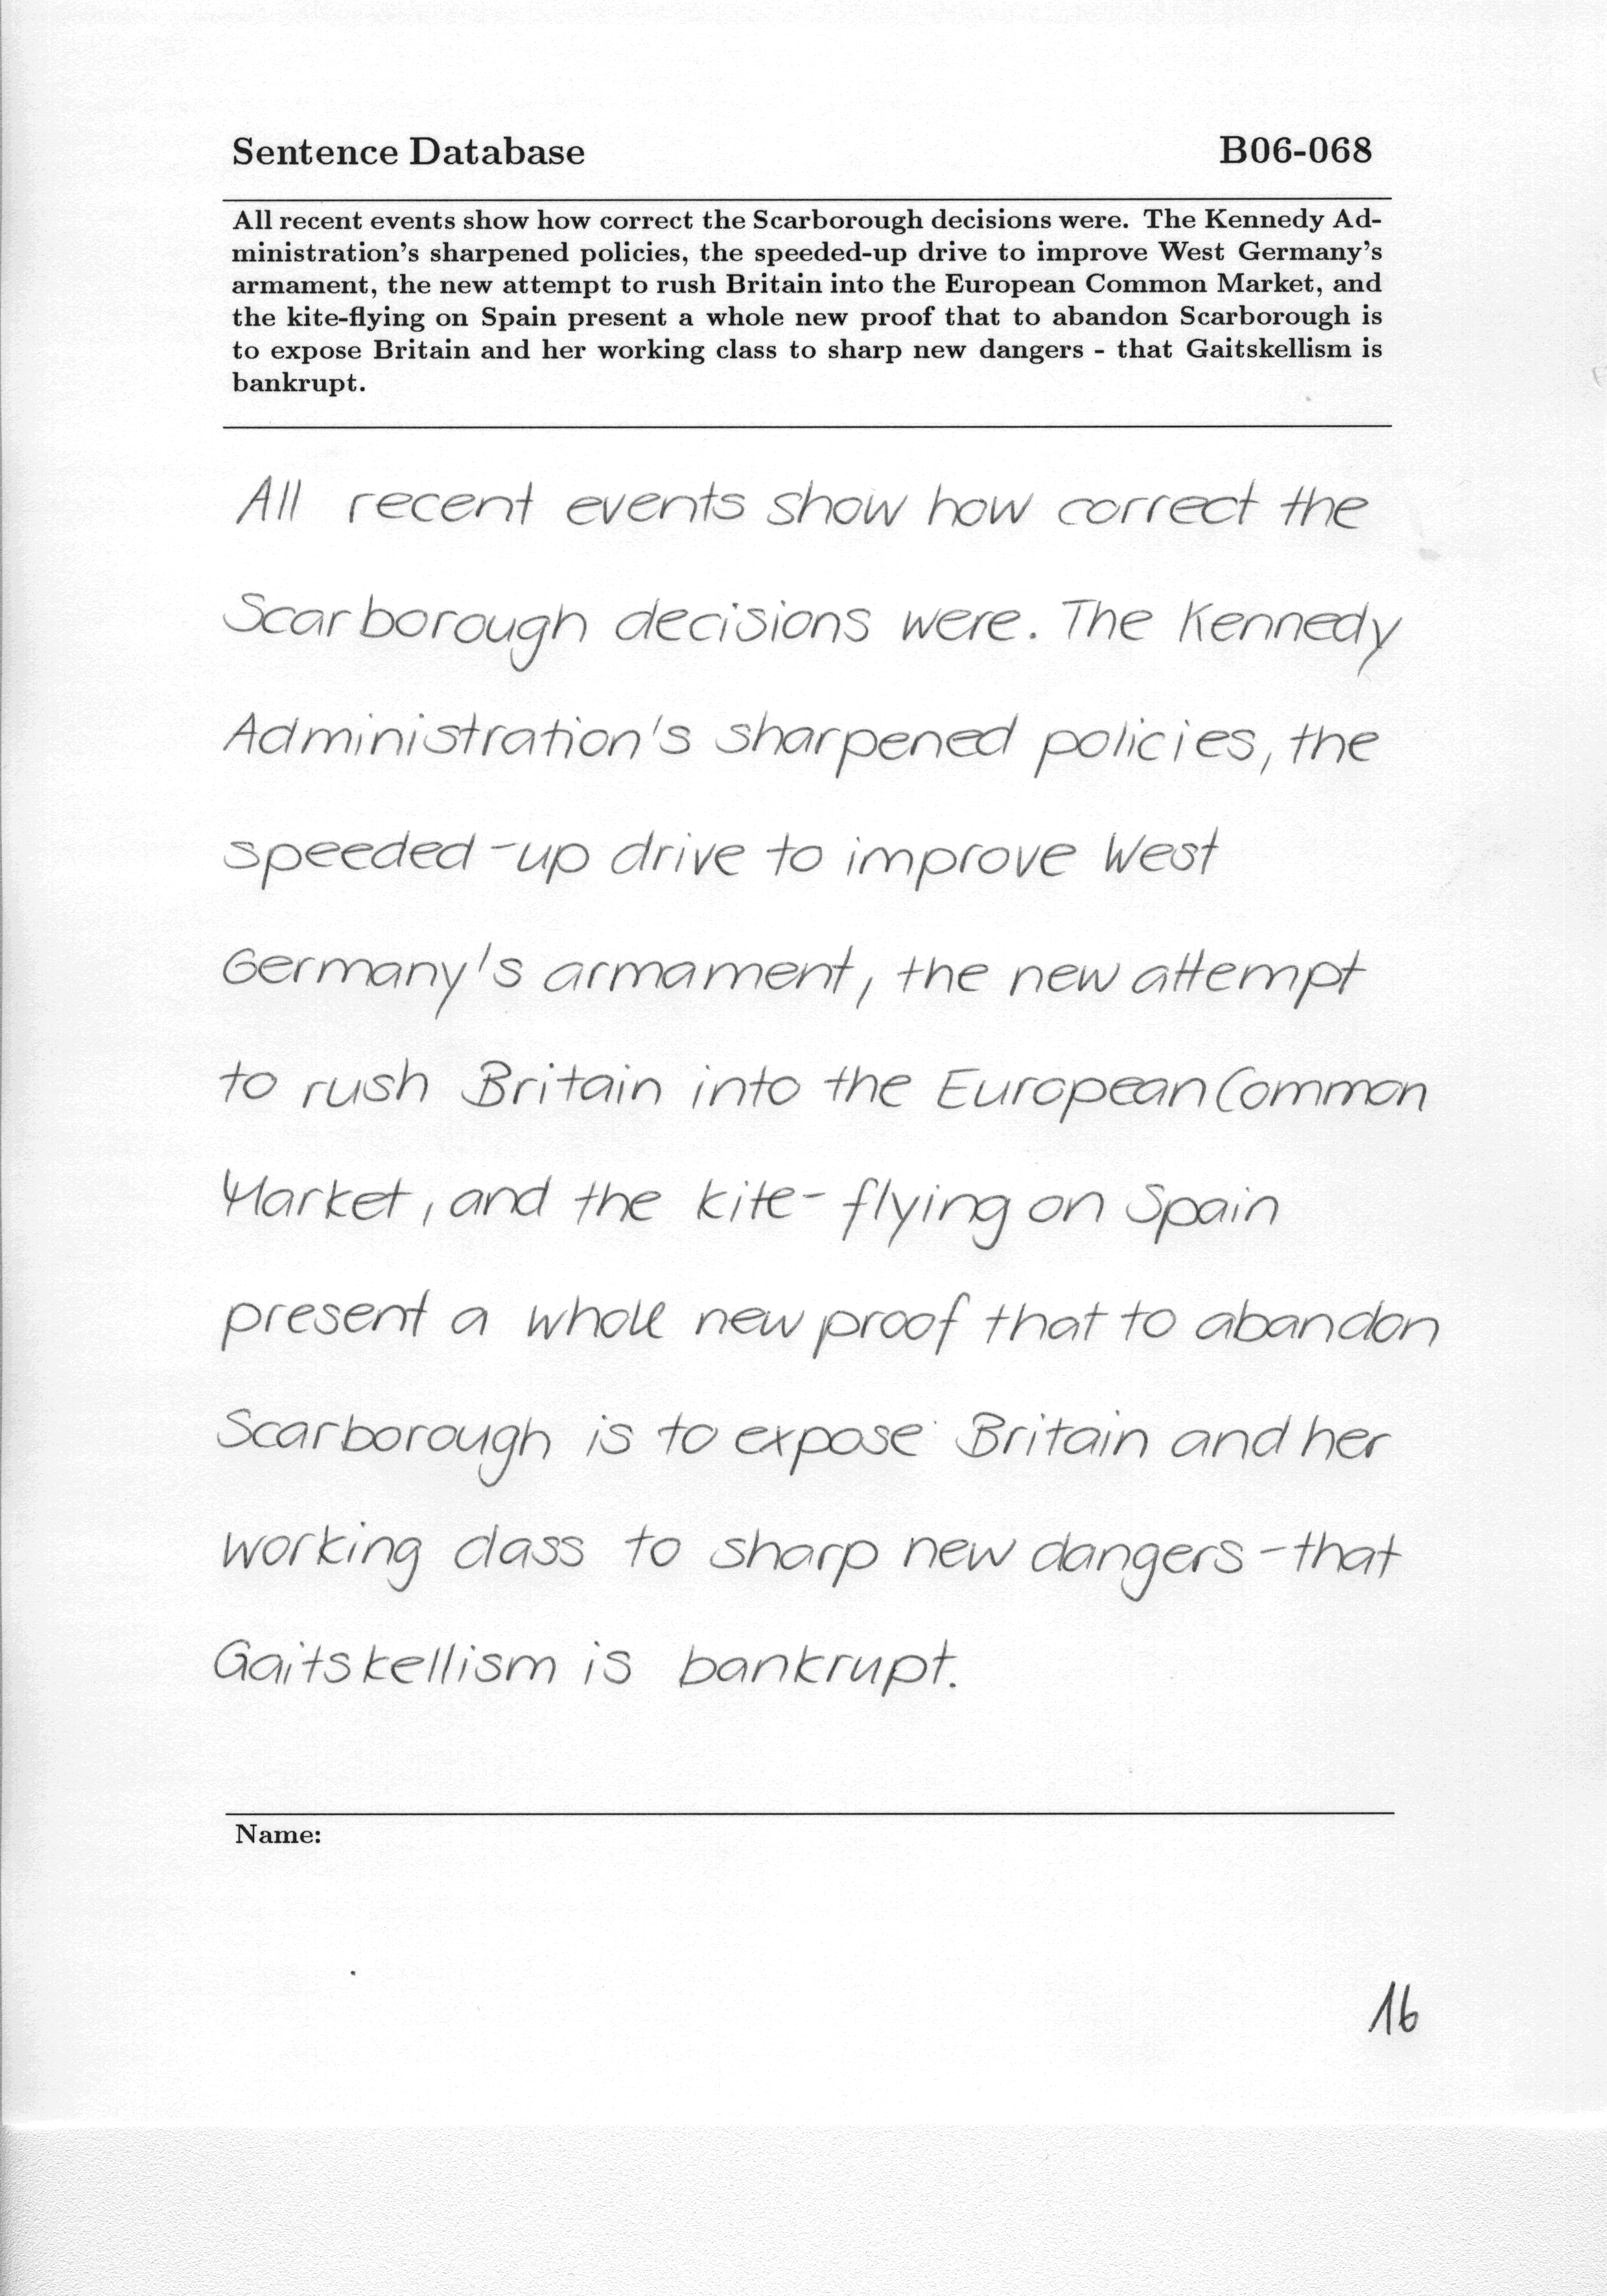 Sentence Database B06-068
All recent events show how correct the Scarborough decisions were. The Kennedy Ad-
ministration's sharpened policies, the speeded-up drive to improve West Germany's
armament, the new attempt to rush Britain into the European Common Market, and
the kite-flying on Spain present a whole new proof that to abandon Scarborough is
to expose Britain and her working class to sharp new dangers - that Gaitskellism is
bankrupt.
All recent events show how correct the
Scarborough decisions were. The Kennedy
Administration's sharpened policies, the
speeded-up drive to improve West
Germany's armament, the new attempt
to rush Britain into the European Common
Market, and the kite-flying on Spain
present a whole new proof that to abandon
Scarborough is to expose Britain and her
working class to sharp new dangers - that
Gaitskellism is bankrupt.
Name:
16